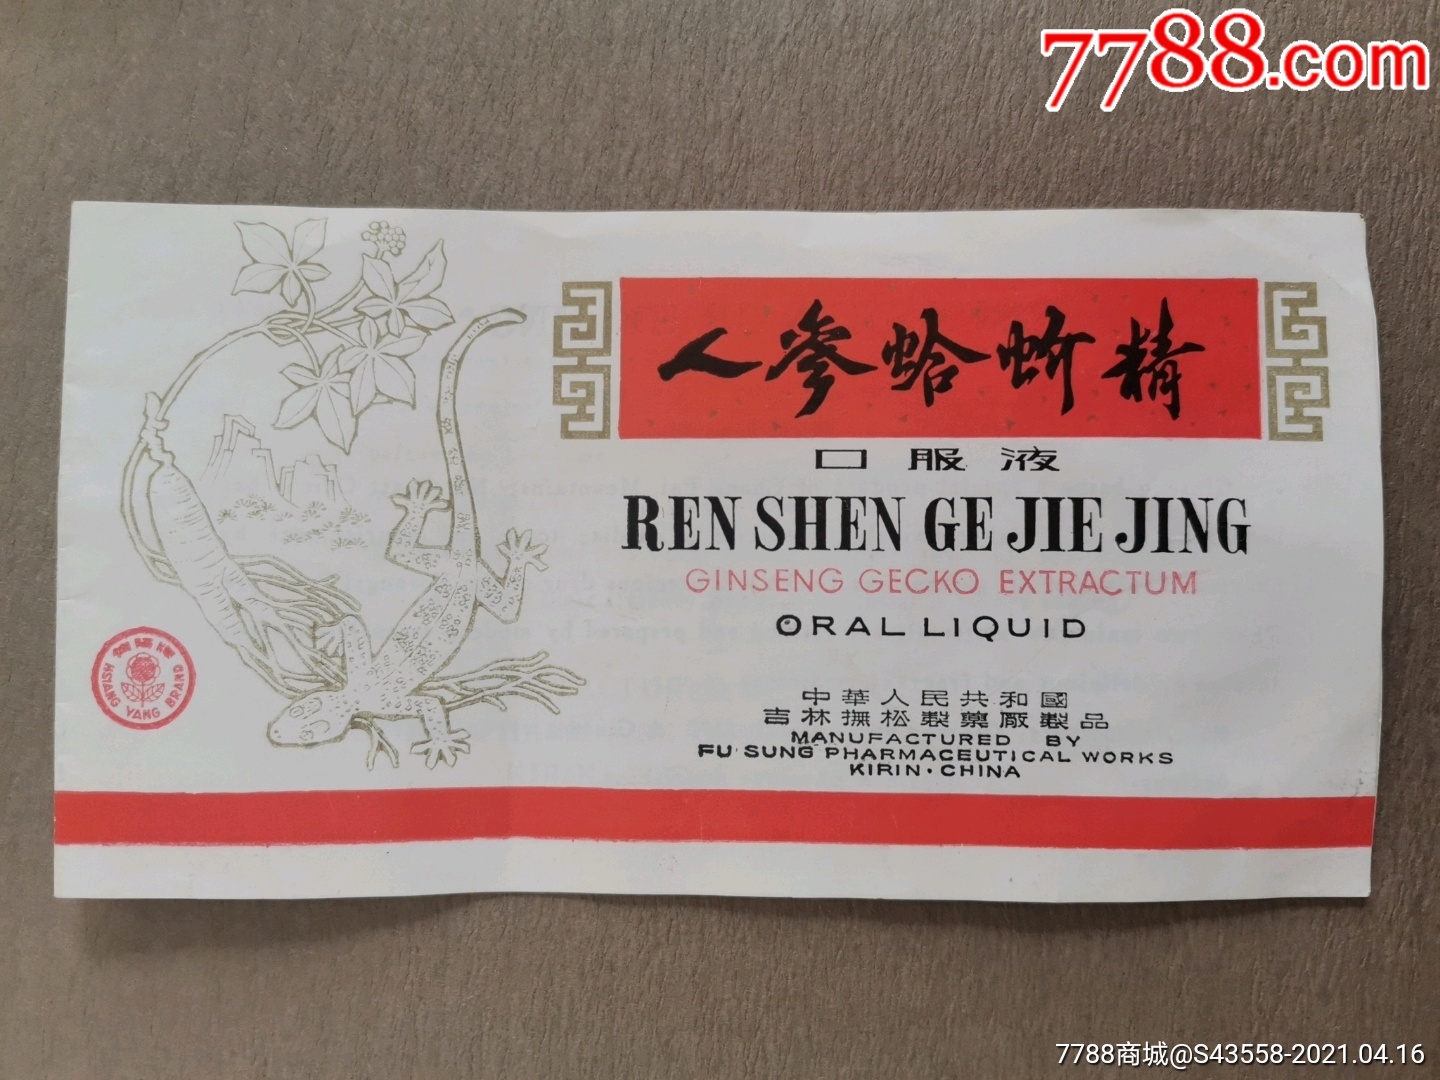 7788.com
人參蛤蚧精
口服液
REN SHEN GE JIE JING
GINSENG GECKO EXTRACTUM
ORAL LIQUID
HSIANG YANG BRAND
中華人民共和國
吉林撫松製藥廠製品
MANUFACTURED BY
FU SUNG PHARMACEUTICAL WORKS
KIRIN·CHINA
7788商城@S43558-2021.04.16